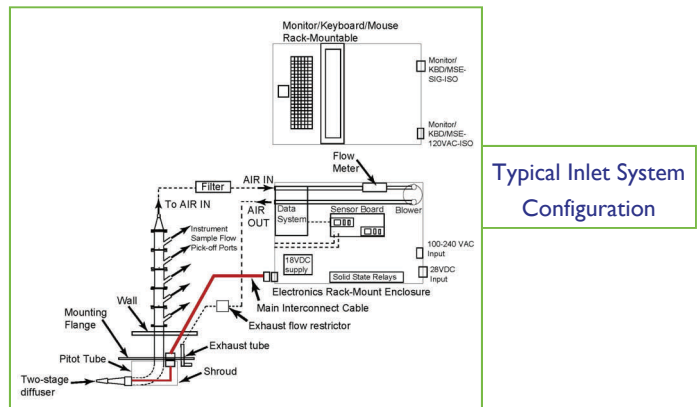 Monitor/Keyboard/Mouse
Rack-Mountable
Monitor/
KBD/MSE-
SIG-ISO
Monitor/
KBD/MSE-
120VAC-ISO
Flow
Meter
Filter
AIR IN
To AIR IN
AIR
OUT
Data
System
Sensor Board
Blower
Instrument
Sample Flow
Pick-off Ports
100-240 VAC
Input
18VDC
supply
28VDC
Input
Solid State Relays
Electronics Rack-Mount Enclosure
Main Interconnect Cable
Wall
Mounting
Flange
Exhaust flow restrictor
Exhaust tube
Pitot Tube
Shroud
Two-stage
diffuser
Typical Inlet System
Configuration